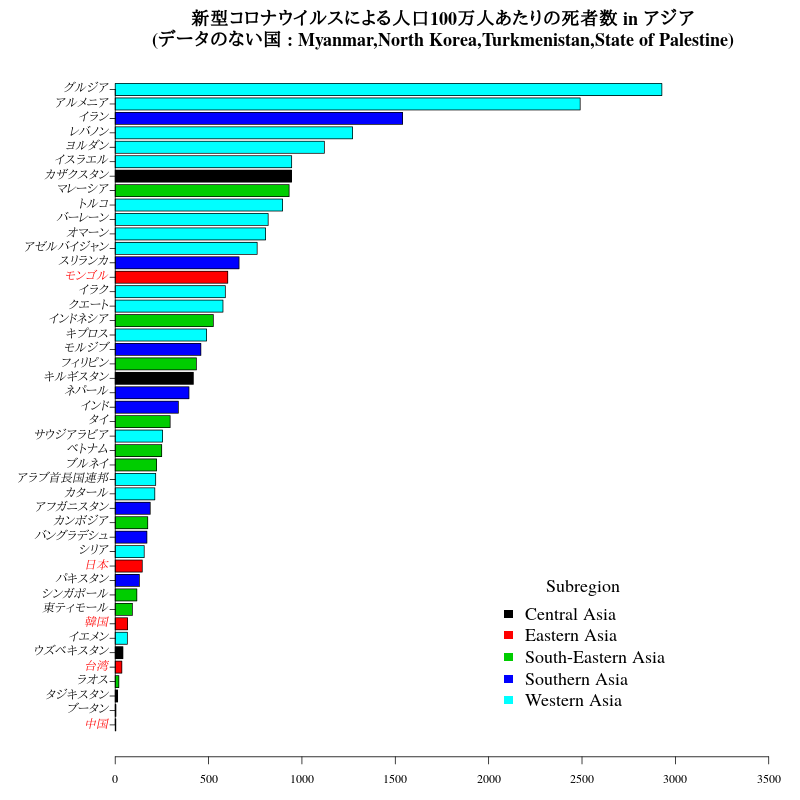 新型コロナウイルスによる人口100万人あたりの死者数 in アジア
(データのない国 : Myanmar,North Korea,Turkmenistan,State of Palestine)
グルジア
アルメニア
イラン
レバノン
ヨルダン
イスラエル
カザクスタン
マレーシア
トルコ
バーレーン
オマーン
アゼルバイジャン
スリランカ
モンゴル
イラク
クエート
インドネシア
キプロス
モルジブ
フィリピン
キルギスタン
ネパール
インド
タイ
サウジアラビア
ベトナム
ブルネイ
アラブ首長国連邦
カタール
アフガニスタン
カンボジア
バングラデシュ
シリア
日本
パキスタン
シンガポール
東ティモール
韓国
イエメン
ウズベキスタン
台湾
ラオス
タジキスタン
ブータン
中国
Subregion
Central Asia
Eastern Asia
South-Eastern Asia
Southern Asia
Western Asia
0 500 1000 1500 2000 2500 3000 3500